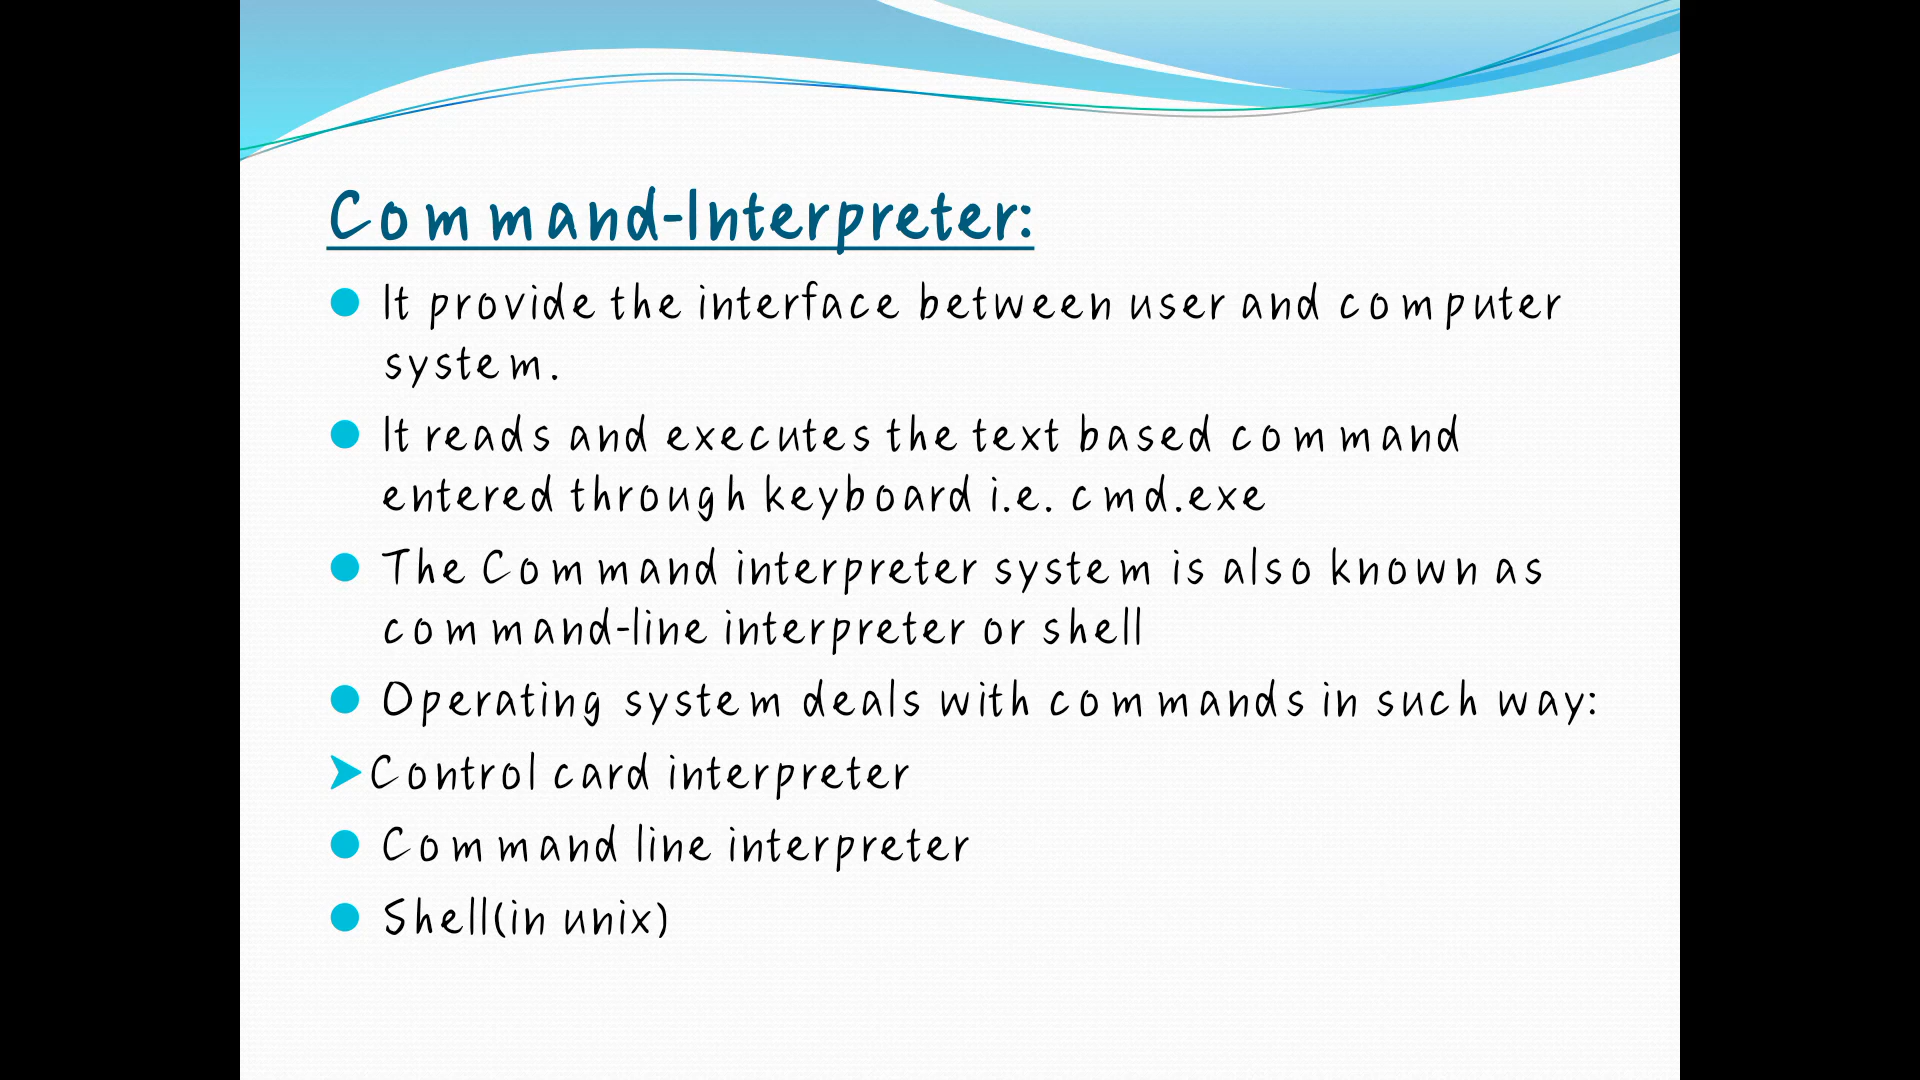 Command-Interpreter:
It provide the interface between user and computer
system.
It reads and executes the text based command
entered through keyboard i.e. cmd.exe
The Command interpreter system is also known as
command-line interpreter or shell
Operating system deals with commands in such way:
Control card interpreter
Command line interpreter
Shell(in unix)